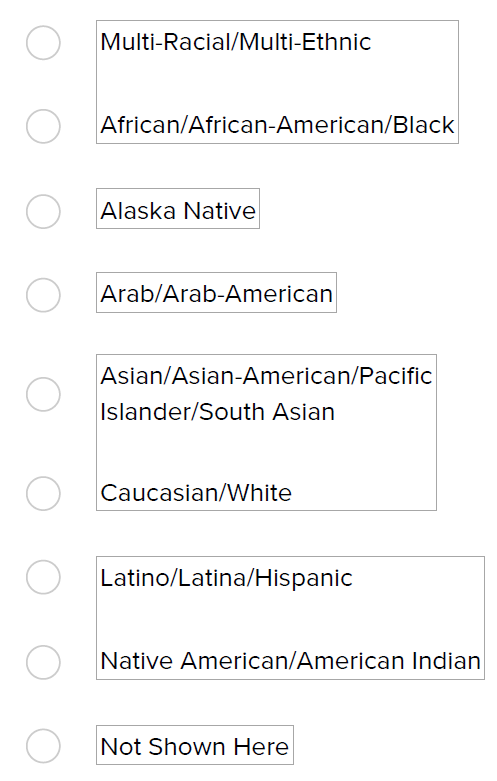 Multi-Racial/Multi-Ethnic
African/African-American/Black
Alaska Native
Arab/Arab-American
Asian/Asian-American/Pacific
Islander/South Asian
Caucasian/White
Latino/Latina/Hispanic
Native American/American Indian
Not Shown Here